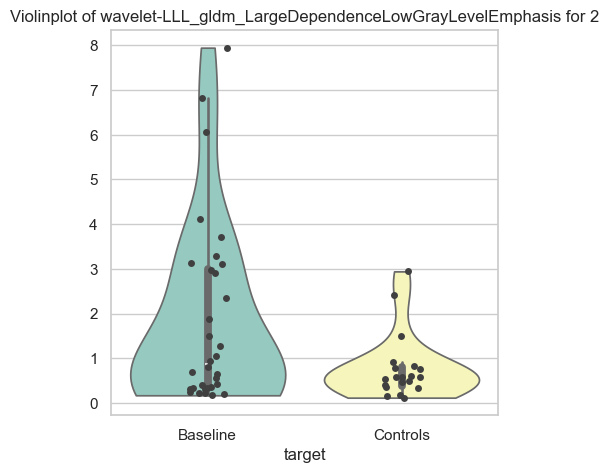 Violinplot of wavelet-LLL_gldm_LargeDependenceLowGrayLevelEmphasis for 2
8
7
6
5
4
3
2
1
0
Baseline
Controls
target